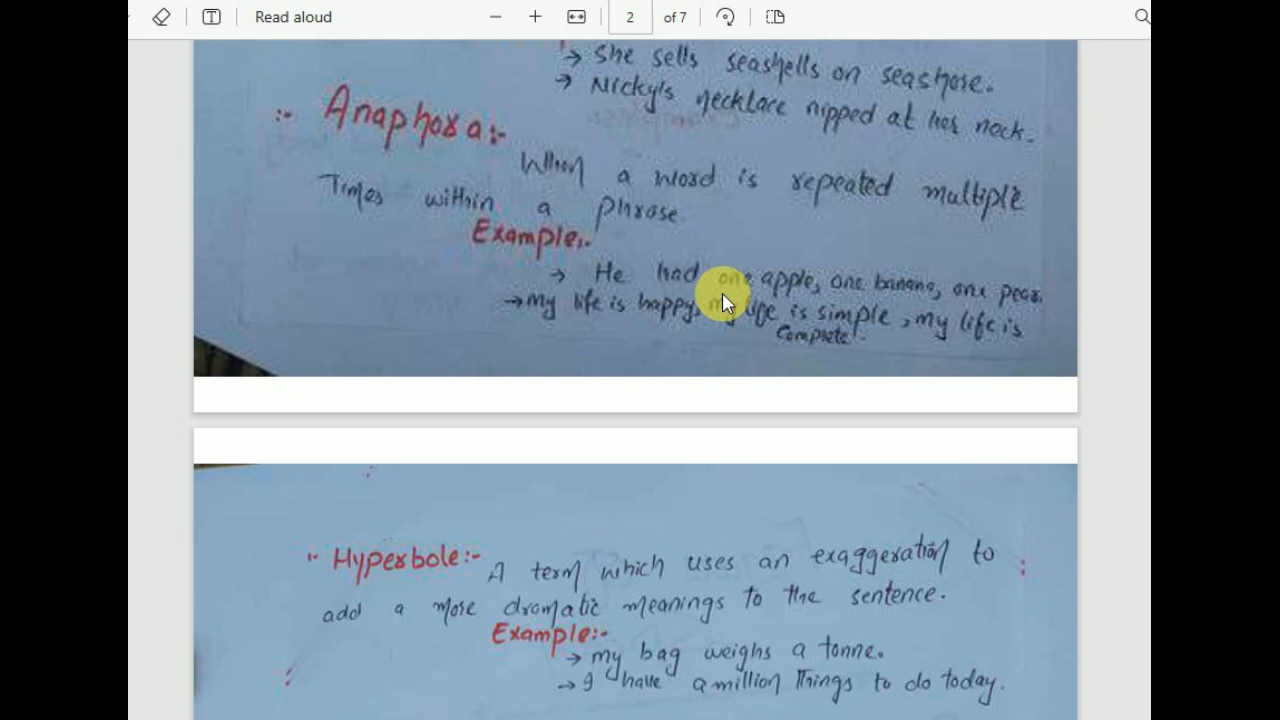 Read aloud
2 of 7
→ She sells seashells on seashore.
→ Nicky's necklace nipped at her neck.
:- Anaphora:-
When a word is repeated multiple
Times within a phrase
Example:-
→ He had one apple, one banana, one pear.
→ my life is happy, my life is simple, my life is
Complete.
:- Hyperbole:-
A term which uses an exaggeration to
add a more dramatic meanings to the sentence.
Example:-
→ my bag weighs a tonne.
→ I have a million Things to do today.